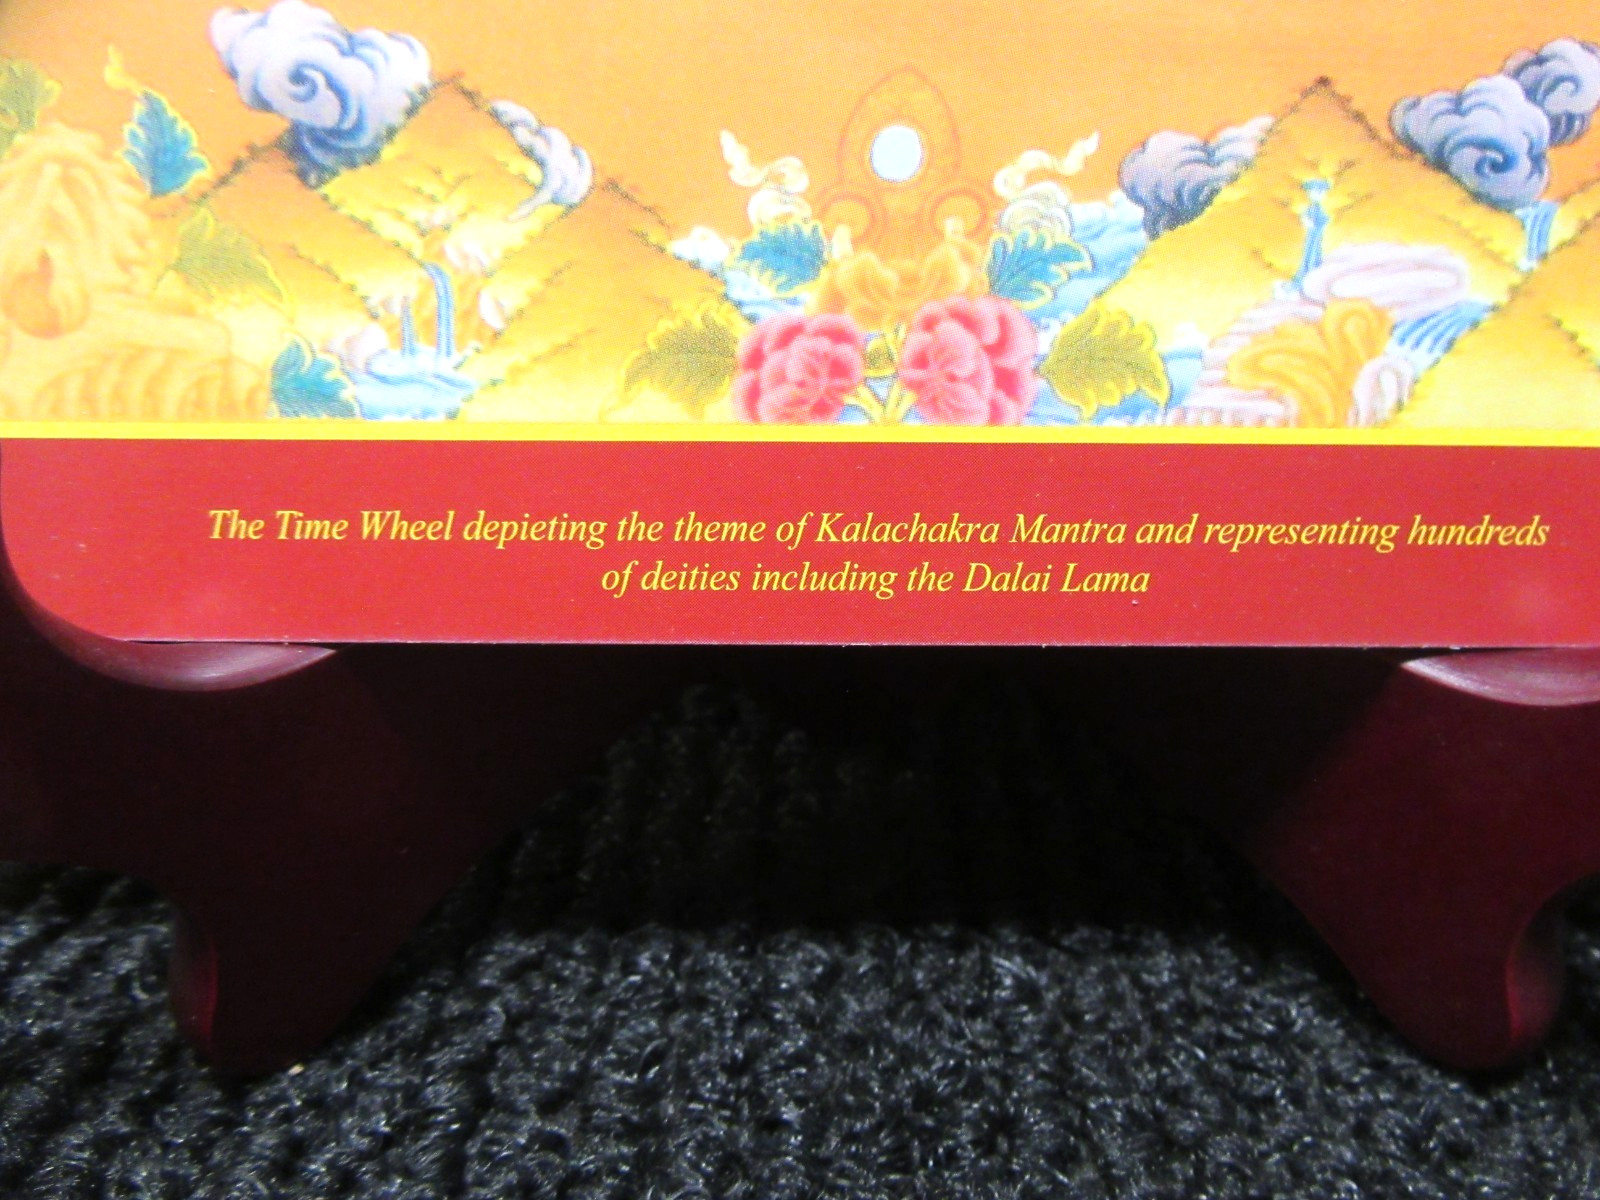 The Time Wheel depieting the theme of Kalachakra Mantra and representing hundreds
of deities including the Dalai Lama